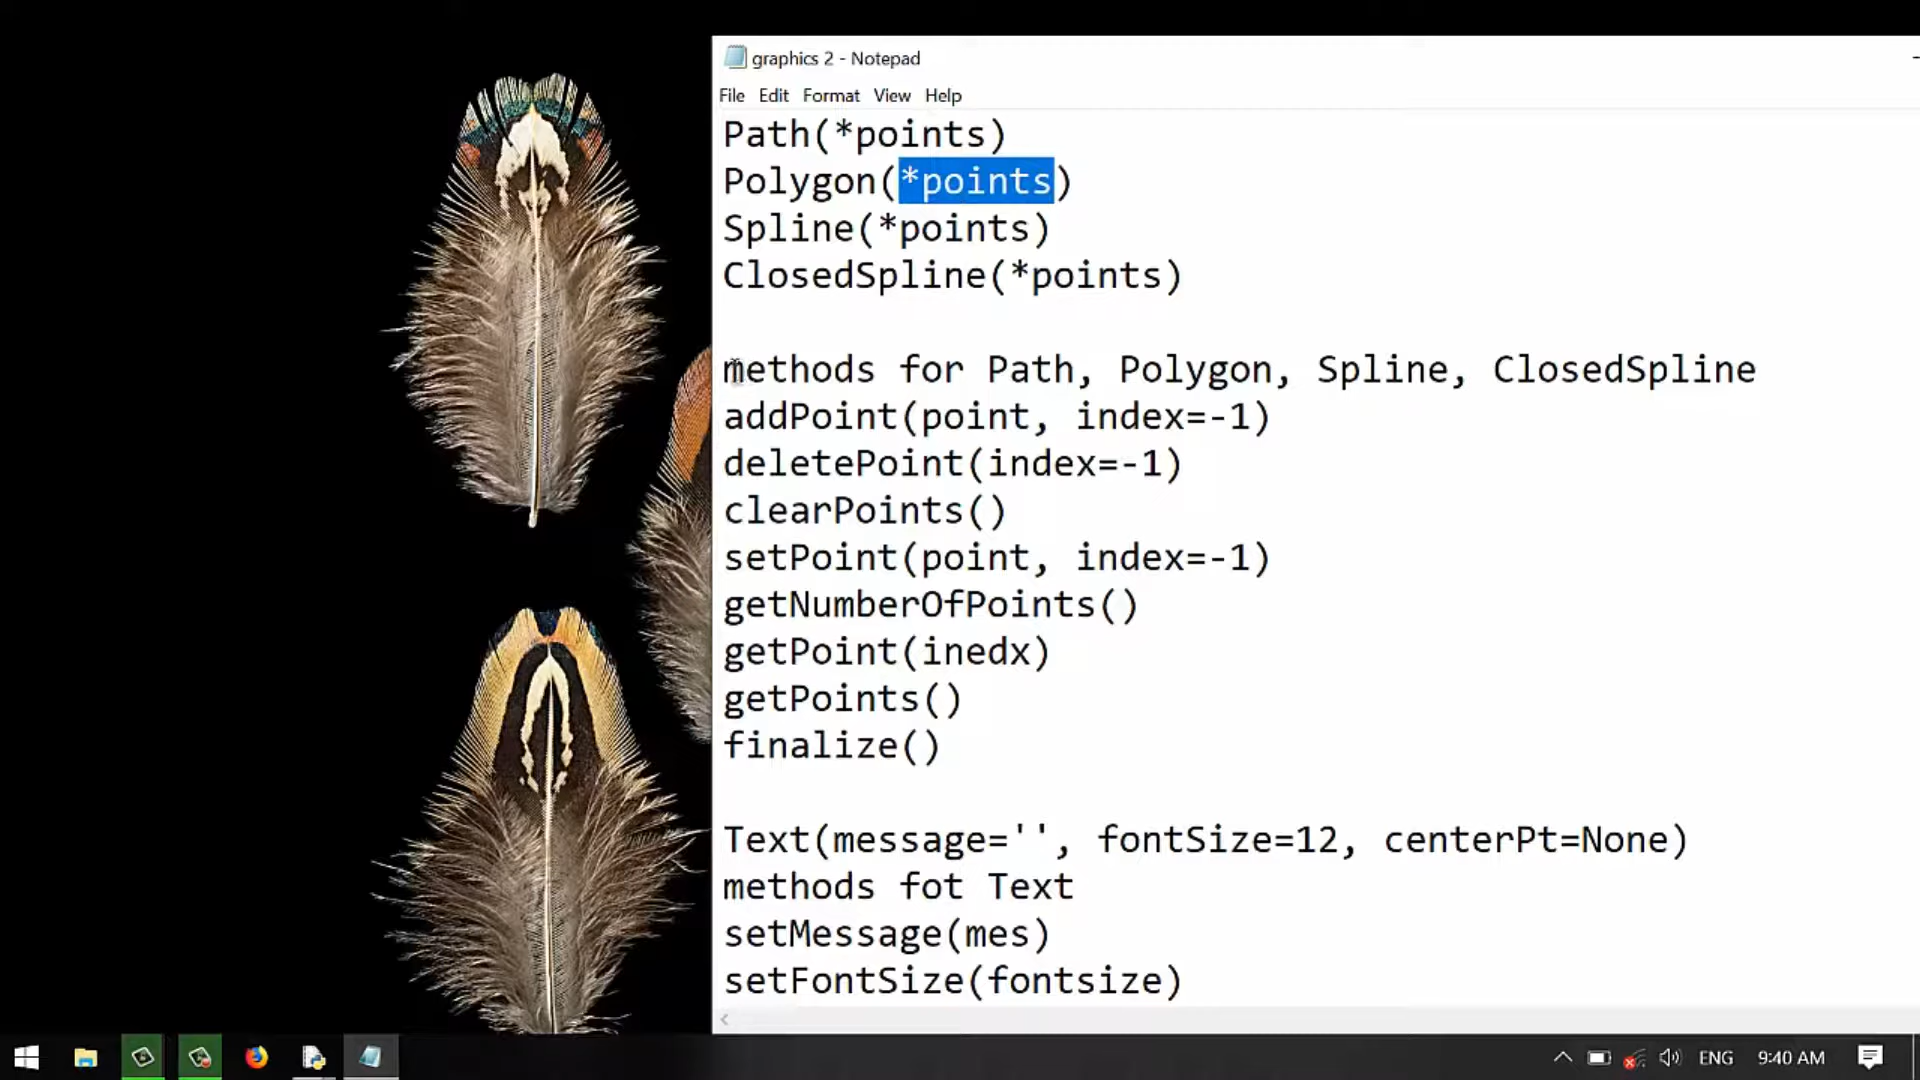 graphics 2 - Notepad
File Edit Format View Help
Path(*points)
Polygon(*points)
Spline(*points)
ClosedSpline(*points)
methods for Path, Polygon, Spline, ClosedSpline
addPoint(point, index=-1)
deletePoint(index=-1)
clearPoints()
setPoint(point, index=-1)
getNumberOfPoints()
getPoint(inedx)
getPoints()
finalize()
Text(message='', fontSize=12, centerPt=None)
methods fot Text
setMessage(mes)
setFontSize(fontsize)
ENG 9:40 AM